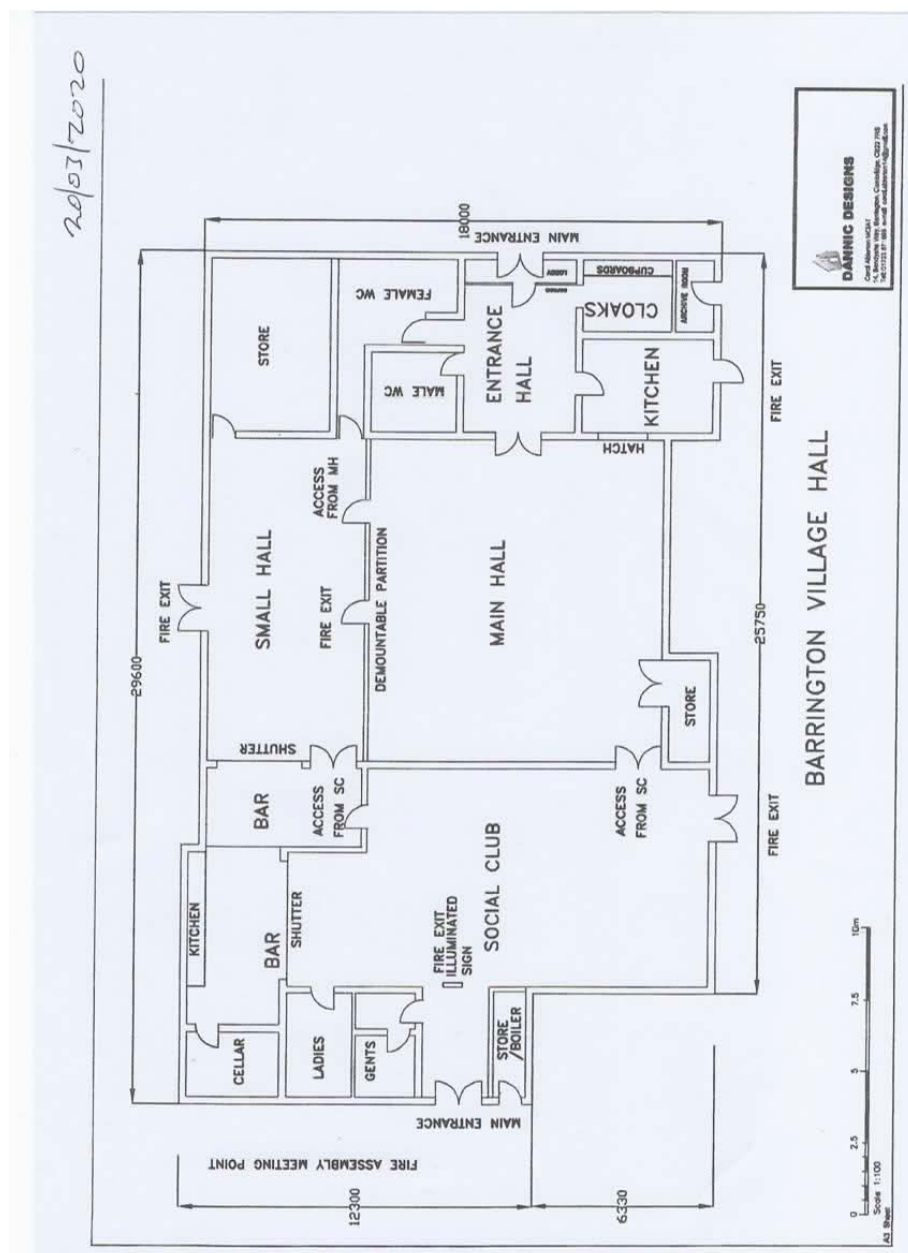 20/03/2020
29600
FIRE EXIT
18000
KITCHEN
BAR
SHUTTER
SMALL HALL
STORE
CELLAR
BAR
SHUTTER
ACCESS
FROM SC
FIRE EXIT
ACCESS
FROM MH
FEMALE WC
MALE WC
DEMOUNTABLE PARTITION
LADIES
GENTS
FIRE EXIT
ILLUMINATED
SIGN
SOCIAL CLUB
MAIN HALL
ENTRANCE
HALL
MAIN ENTRANCE
LOBBY
CUPBOARDS
CLOAKS
ARCHIVE ROOM
KITCHEN
HATCH
STORE
/BOILER
MAIN ENTRANCE
ACCESS
FROM SC
STORE
FIRE ASSEMBLY MEETING POINT
12300
6330
FIRE EXIT
25750
FIRE EXIT
BARRINGTON VILLAGE HALL
0 2.5 5 7.5 10m
Scale 1:100
A3 Sheet
DANNIC DESIGNS